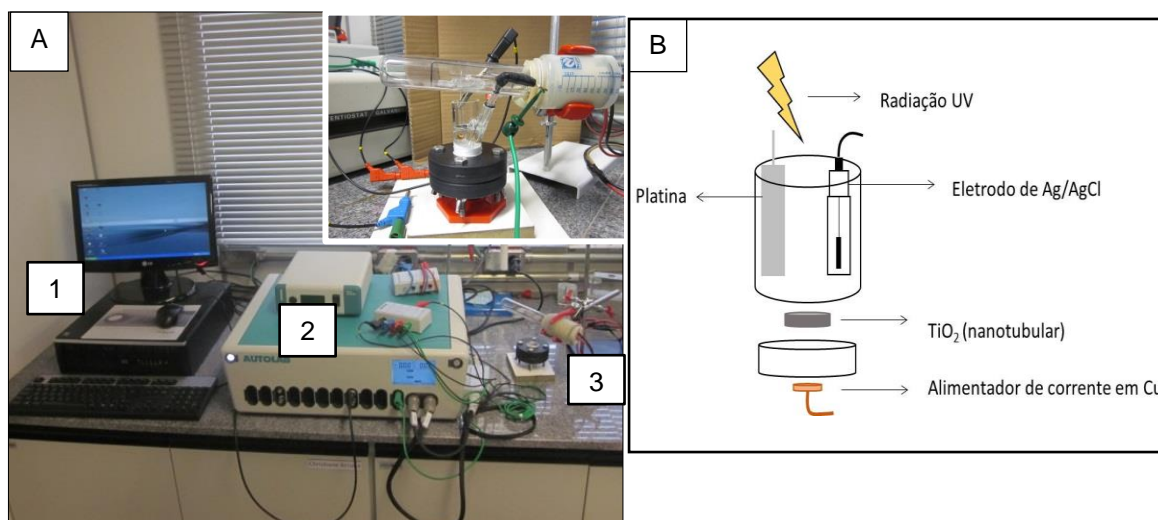 A
1
2
3
AUTOLAB
B
Radiação UV
Platina
Eletrodo de Ag/AgCl
TiO₂ (nanotubular)
Alimentador de corrente em Cu